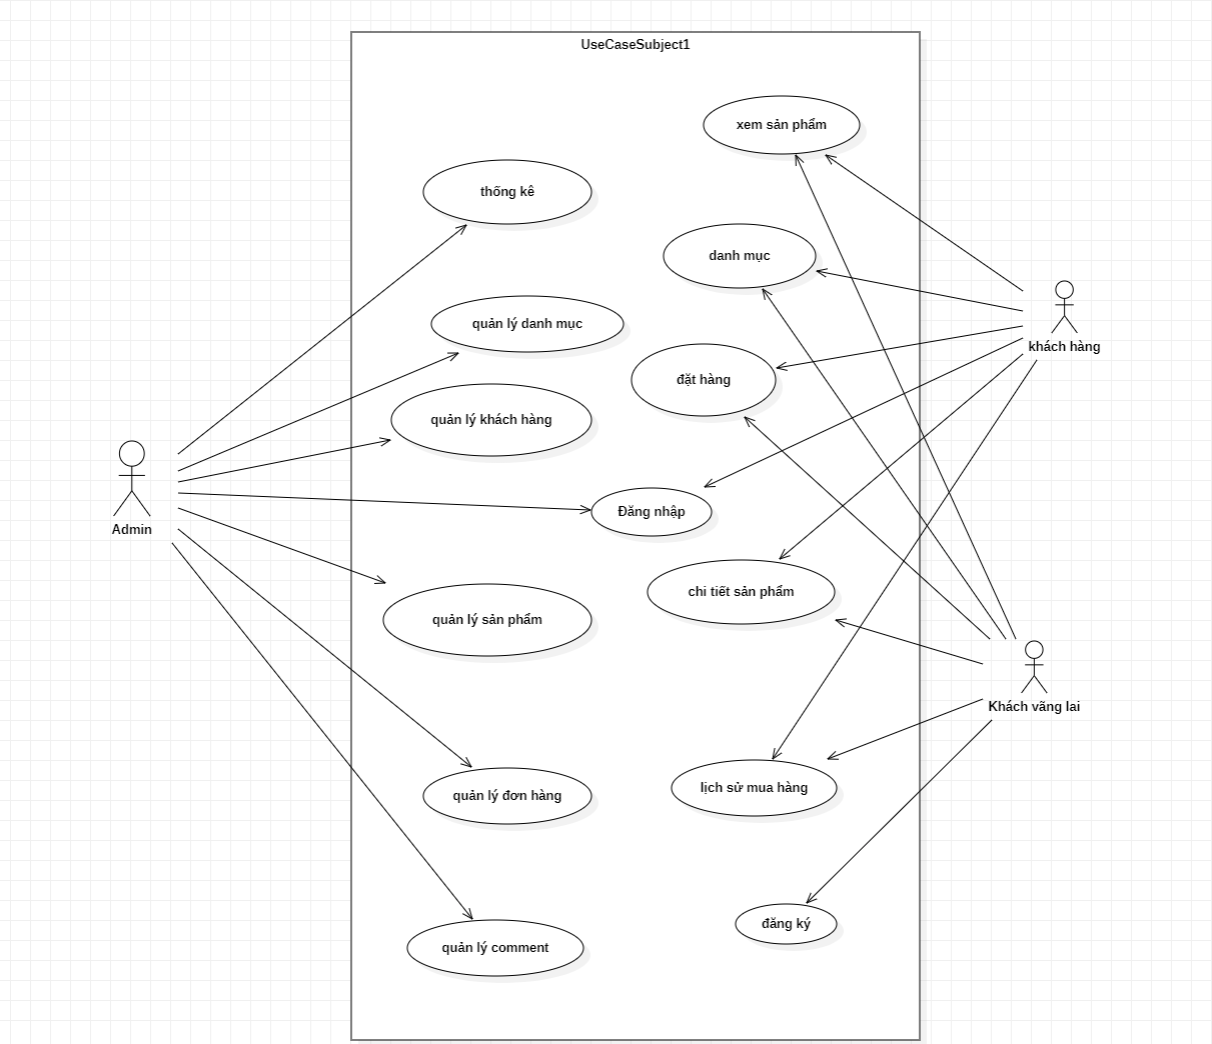 UseCaseSubject1
xem sản phẩm
thống kê
danh mục
quản lý danh mục
khách hàng
đặt hàng
quản lý khách hàng
Đăng nhập
Admin
chi tiết sản phẩm
quản lý sản phẩm
Khách vãng lai
lịch sử mua hàng
quản lý đơn hàng
đăng ký
quản lý comment